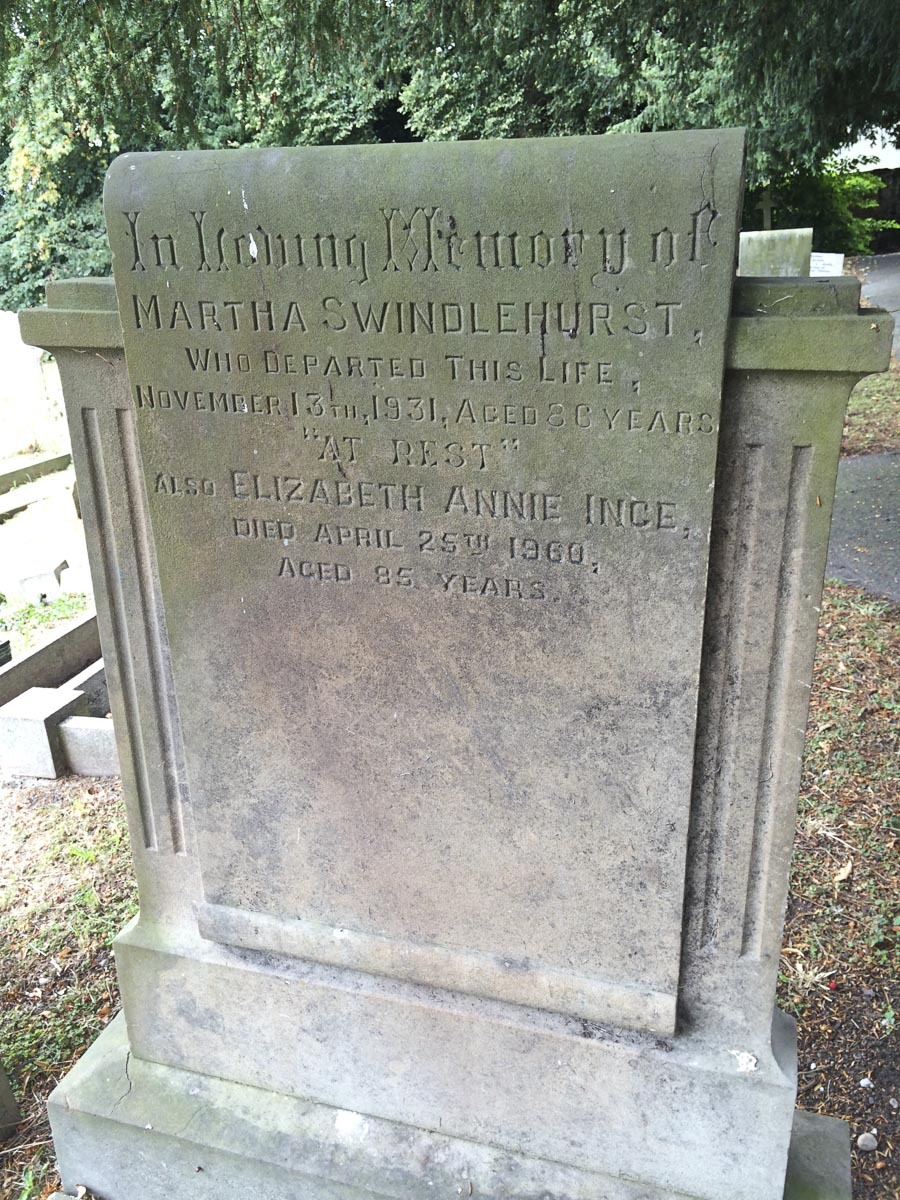 In Loving Memory of
MARTHA SWINDLEHURST,
WHO DEPARTED THIS LIFE,
NOVEMBER 13TH, 1931, AGED 86 YEARS
"AT REST"
ALSO ELIZABETH ANNIE INCE,
DIED APRIL 25TH 1960,
AGED 85 YEARS.